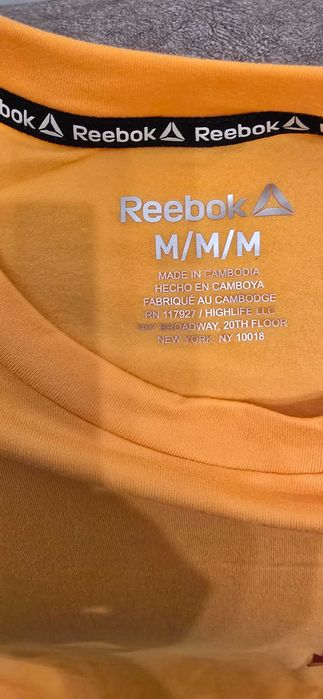 Reebok Reebok Reebok
Reebok
M/M/M
MADE IN CAMBODIA
HECHO EN CAMBOYA
FABRIQUÉ AU CAMBODGE
RN 117927 / HIGHLIFE LLC
BROADWAY, 20TH FLOOR
NEW YORK, NY 10018